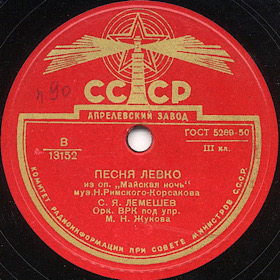 СССР
АПРЕЛЕВСКИЙ ЗАВОД
В
13152
ГОСТ 5289-50
III кл.
ПЕСНЯ ЛЕВКО
из оп. „Майская ночь"
муз. Н. Римского-Корсакова
С. Я. ЛЕМЕШЕВ
Орк. ВРК под упр.
М. Н. Жукова
КОМИТЕТ РАДИОИНФОРМАЦИИ ПРИ СОВЕТЕ МИНИСТРОВ СССР.